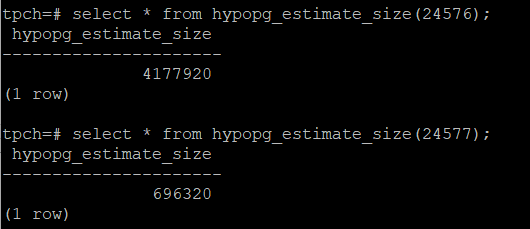 tpch=# select * from hypopg_estimate_size(24576);
 hypopg_estimate_size
----------------------
              4177920
(1 row)

tpch=# select * from hypopg_estimate_size(24577);
 hypopg_estimate_size
----------------------
               696320
(1 row)